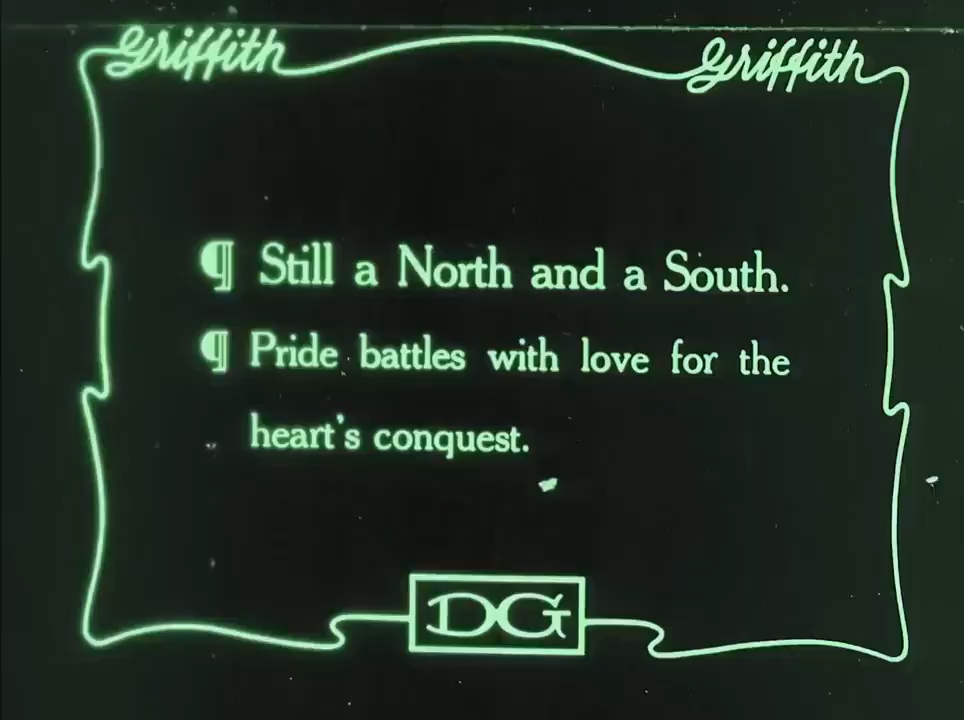 Griffith Griffith
¶ Still a North and a South.
¶ Pride battles with love for the
heart's conquest.
DG